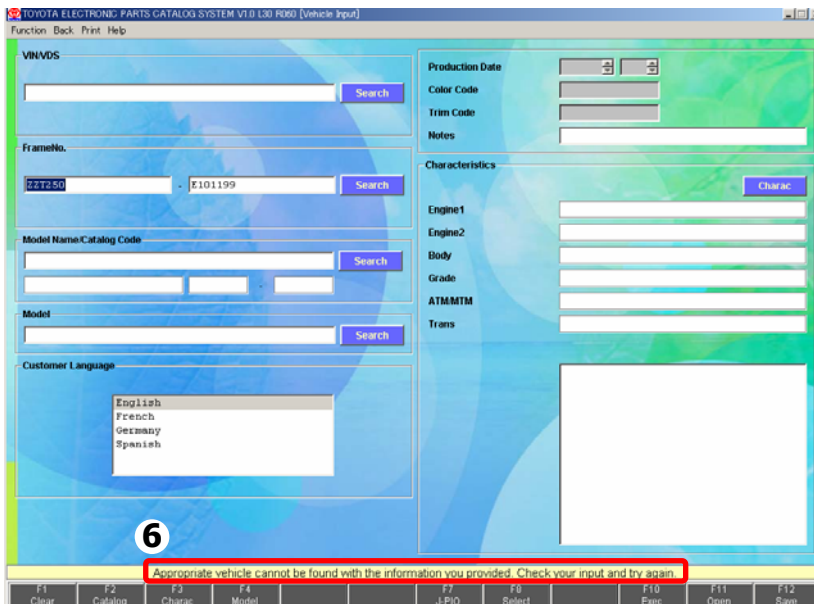 TOYOTA ELECTRONIC PARTS CATALOG SYSTEM V1.0 L30 R060 [Vehicle Input]
Function Back Print Help
VIN/VDS
Search
FrameNo.
ZZT250 - E101199 Search
Model Name/Catalog Code
Search
-
Model
Search
Customer Language
English
French
Germany
Spanish
Production Date
Color Code
Trim Code
Notes
Characteristics
Charac
Engine1
Engine2
Body
Grade
ATM/MTM
Trans
6
Appropriate vehicle cannot be found with the information you provided. Check your input and try again.
F1 F2 F3 F4 F7 F8 F10 F11 F12
Clear Catalog Charac Model J-PIO Select Exec Open Save